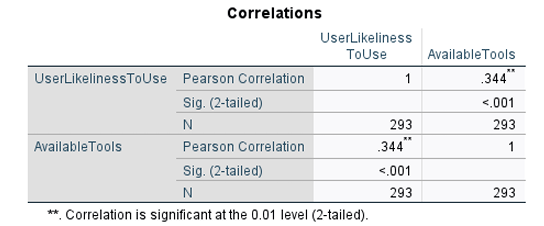 Correlations
UserLikeliness
ToUse AvailableTools
UserLikelinessToUse Pearson Correlation 1 .344**
Sig. (2-tailed) <.001
N 293 293
AvailableTools Pearson Correlation .344** 1
Sig. (2-tailed) <.001
N 293 293
**. Correlation is significant at the 0.01 level (2-tailed).